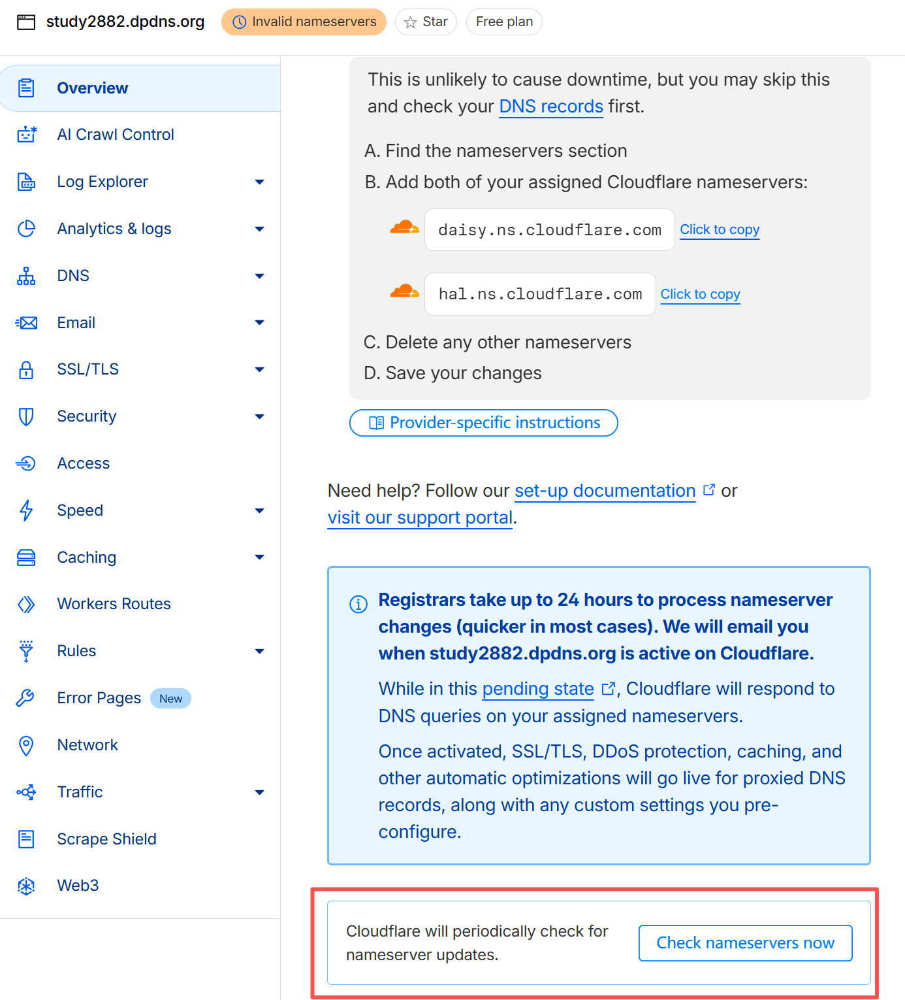 study2882.dpdns.org
Invalid nameservers
Star
Free plan
Overview
AI Crawl Control
Log Explorer
Analytics & logs
DNS
Email
SSL/TLS
Security
Access
Speed
Caching
Workers Routes
Rules
Error Pages New
Network
Traffic
Scrape Shield
Web3
This is unlikely to cause downtime, but you may skip this
and check your DNS records first.
A. Find the nameservers section
B. Add both of your assigned Cloudflare nameservers:
daisy.ns.cloudflare.com Click to copy
hal.ns.cloudflare.com Click to copy
C. Delete any other nameservers
D. Save your changes
Provider-specific instructions
Need help? Follow our set-up documentation or
visit our support portal.
Registrars take up to 24 hours to process nameserver
changes (quicker in most cases). We will email you
when study2882.dpdns.org is active on Cloudflare.
While in this pending state, Cloudflare will respond to
DNS queries on your assigned nameservers.
Once activated, SSL/TLS, DDoS protection, caching, and
other automatic optimizations will go live for proxied DNS
records, along with any custom settings you pre-
configure.
Cloudflare will periodically check for
nameserver updates.
Check nameservers now